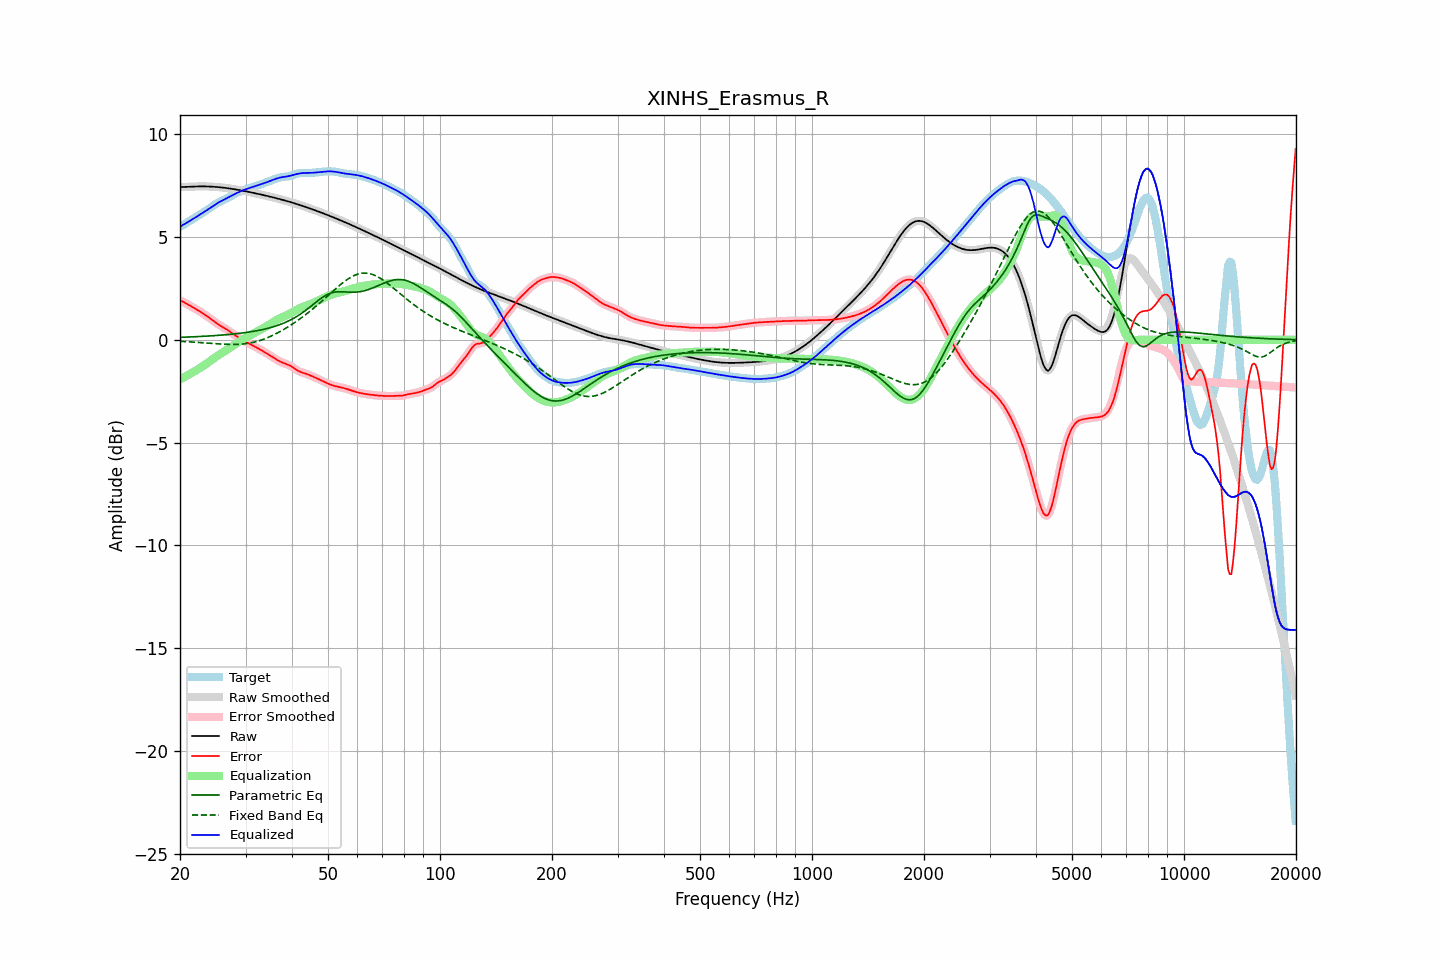 XINHS_Erasmus_R
10
5
0
−5
−10
−15
−20
−25
Amplitude (dBr)
Target
Raw Smoothed
Error Smoothed
Raw
Error
Equalization
Parametric Eq
Fixed Band Eq
Equalized
20 50 100 200 500 1000 2000 5000 10000 20000
Frequency (Hz)